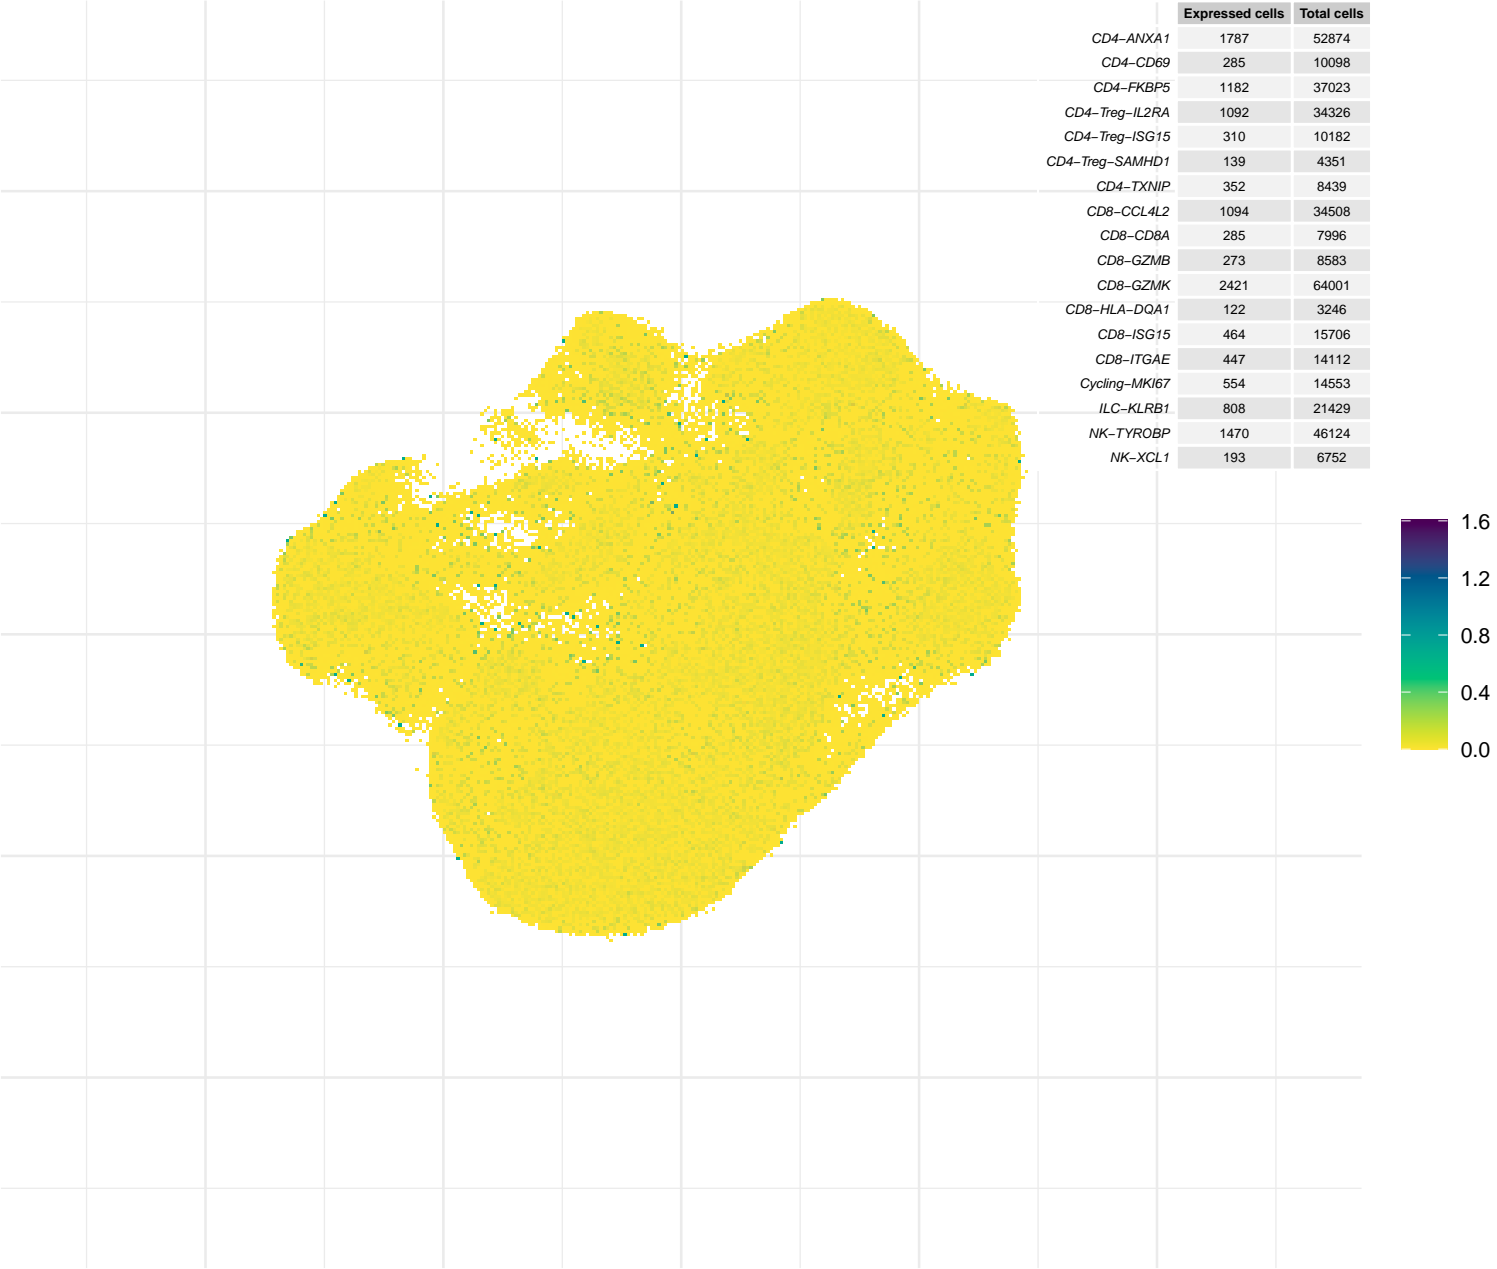 Expressed cells Total cells
CD4−ANXA1 1787 52874
CD4−CD69 285 10098
CD4−FKBP5 1182 37023
CD4−Treg−IL2RA 1092 34326
CD4−Treg−ISG15 310 10182
CD4−Treg−SAMHD1 139 4351
CD4−TXNIP 352 8439
CD8−CCL4L2 1094 34508
CD8−CD8A 285 7996
CD8−GZMB 273 8583
CD8−GZMK 2421 64001
CD8−HLA−DQA1 122 3246
CD8−ISG15 464 15706
CD8−ITGAE 447 14112
Cycling−MKI67 554 14553
ILC−KLRB1 808 21429
NK−TYROBP 1470 46124
NK−XCL1 193 6752
1.6
1.2
0.8
0.4
0.0